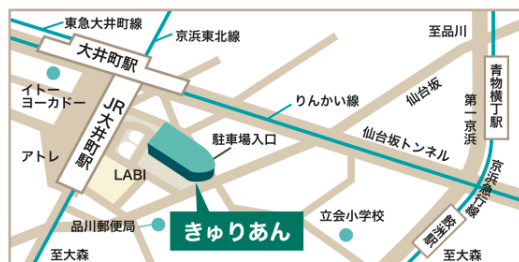 東急大井町線
京浜東北線
至品川
大井町駅
イトー
ヨーカドー
JR大井町駅
りんかい線
仙台坂
第一京浜
青物横丁駅
アトレ
駐車場入口
仙台坂トンネル
LABI
京浜急行線
きゅりあん
品川郵便局
立会小学校
鮫洲駅
至大森
至大森